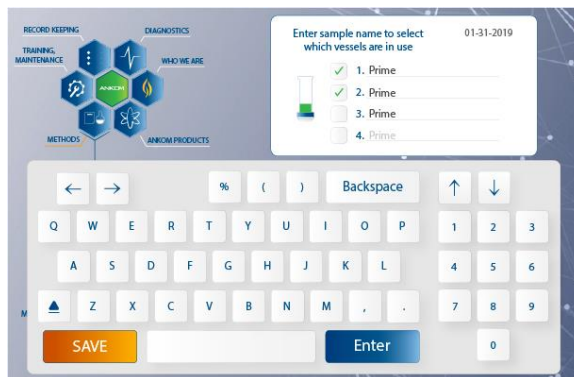 RECORD KEEPING
DIAGNOSTICS
TRAINING,
MAINTENANCE
WHO WE ARE
ANKOM
METHODS
ANKOM PRODUCTS
Enter sample name to select
which vessels are in use
01-31-2019
1. Prime
2. Prime
3. Prime
4. Prime
% ( ) Backspace
Q W E R T Y U I O P 1 2 3
A S D F G H J K L 4 5 6
M
Z X C V B N M , . 7 8 9
SAVE Enter 0